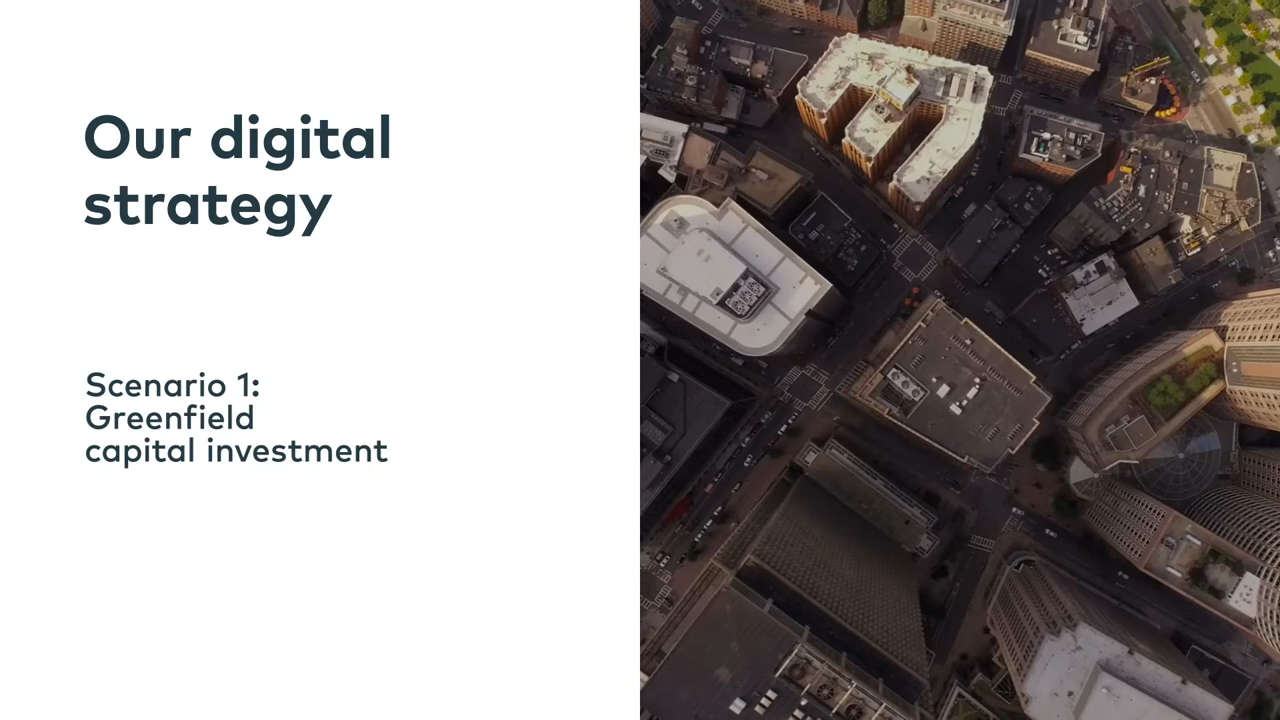 Our digital
strategy
Scenario 1:
Greenfield
capital investment